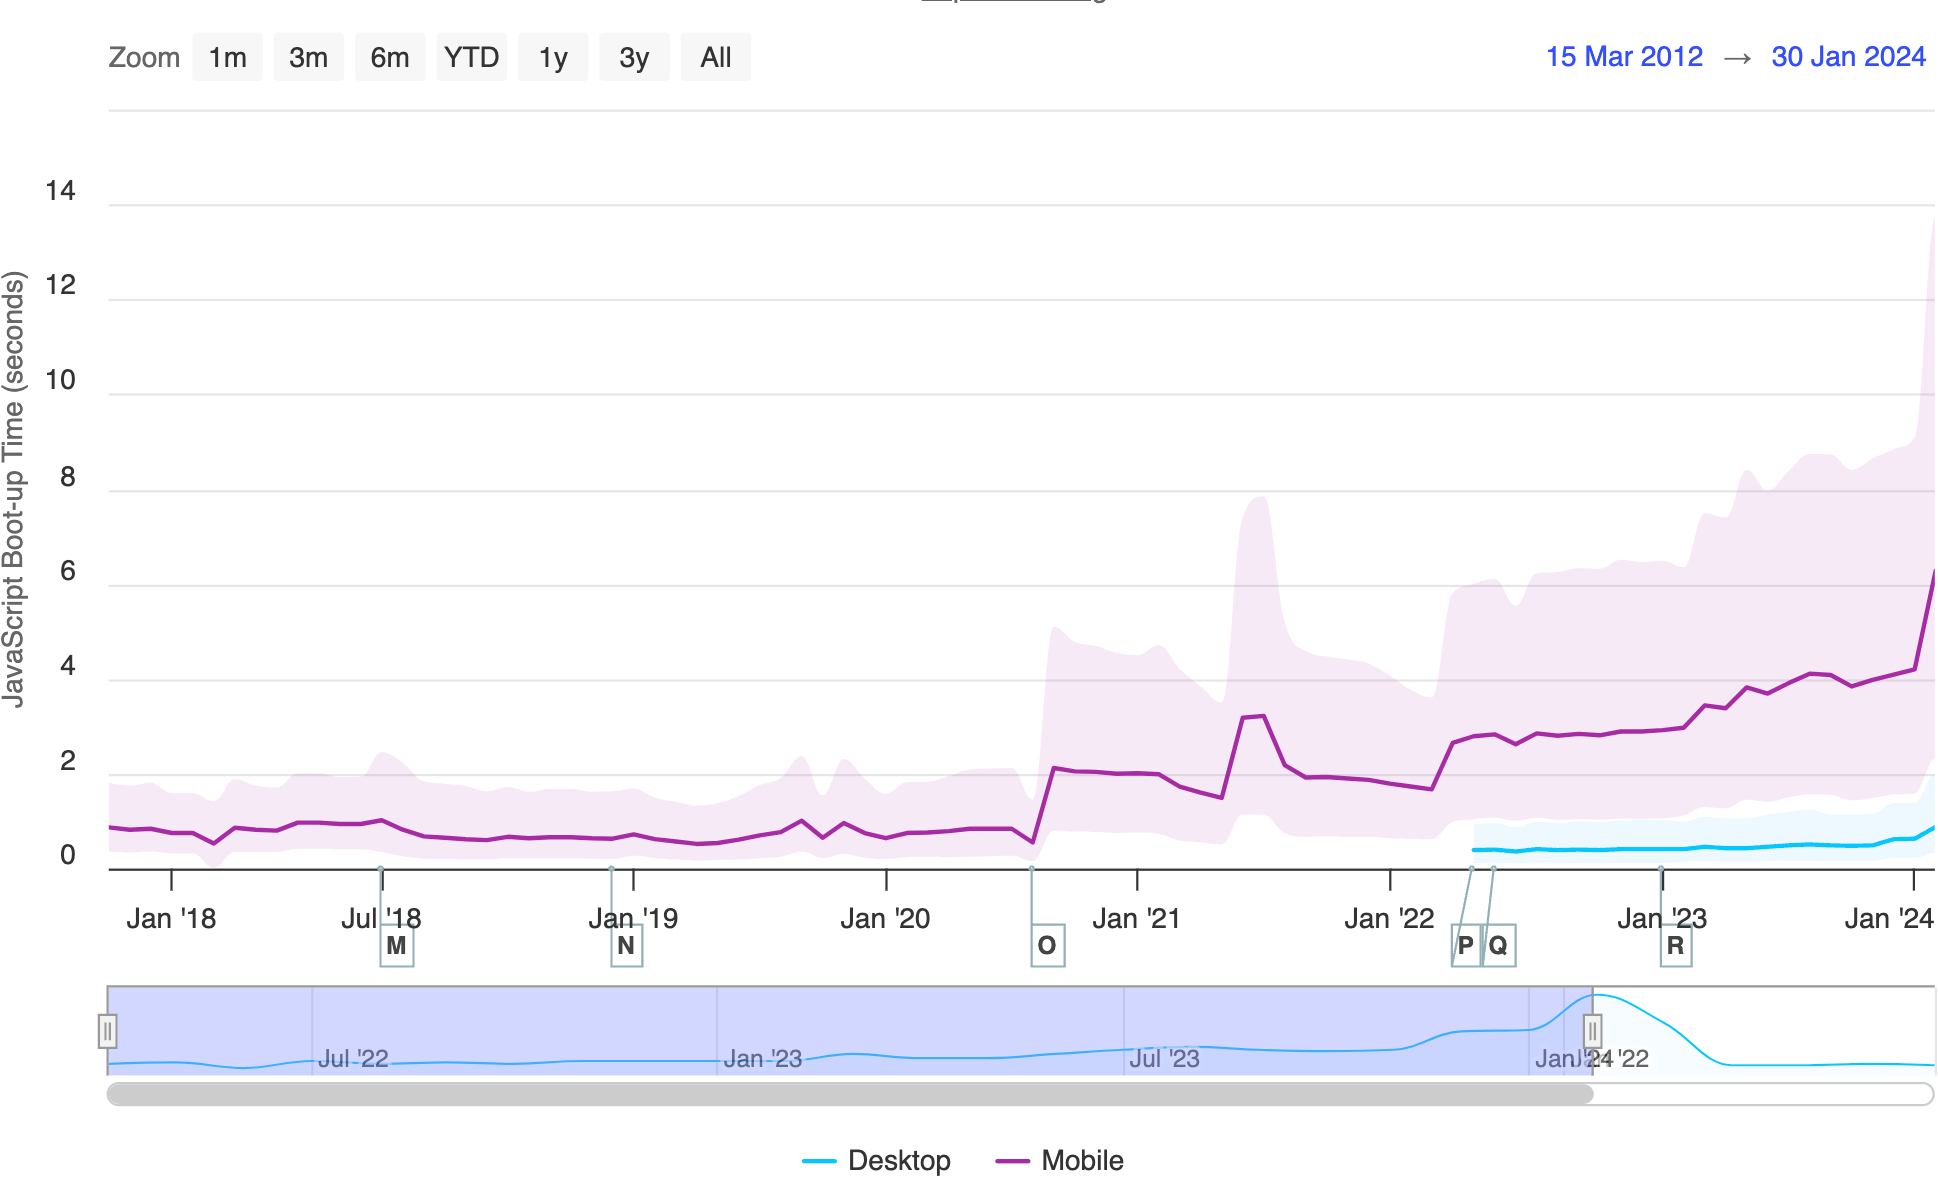 Zoom 1m 3m 6m YTD 1y 3y All 15 Mar 2012 → 30 Jan 2024
JavaScript Boot-up Time (seconds)
14
12
10
8
6
4
2
0
Jan '18 Jul '18 Jan '19 Jan '20 Jan '21 Jan '22 Jan '23 Jan '24
M N O P Q R
Jul '22 Jan '23 Jul '23 Jan '24 '22
Desktop Mobile